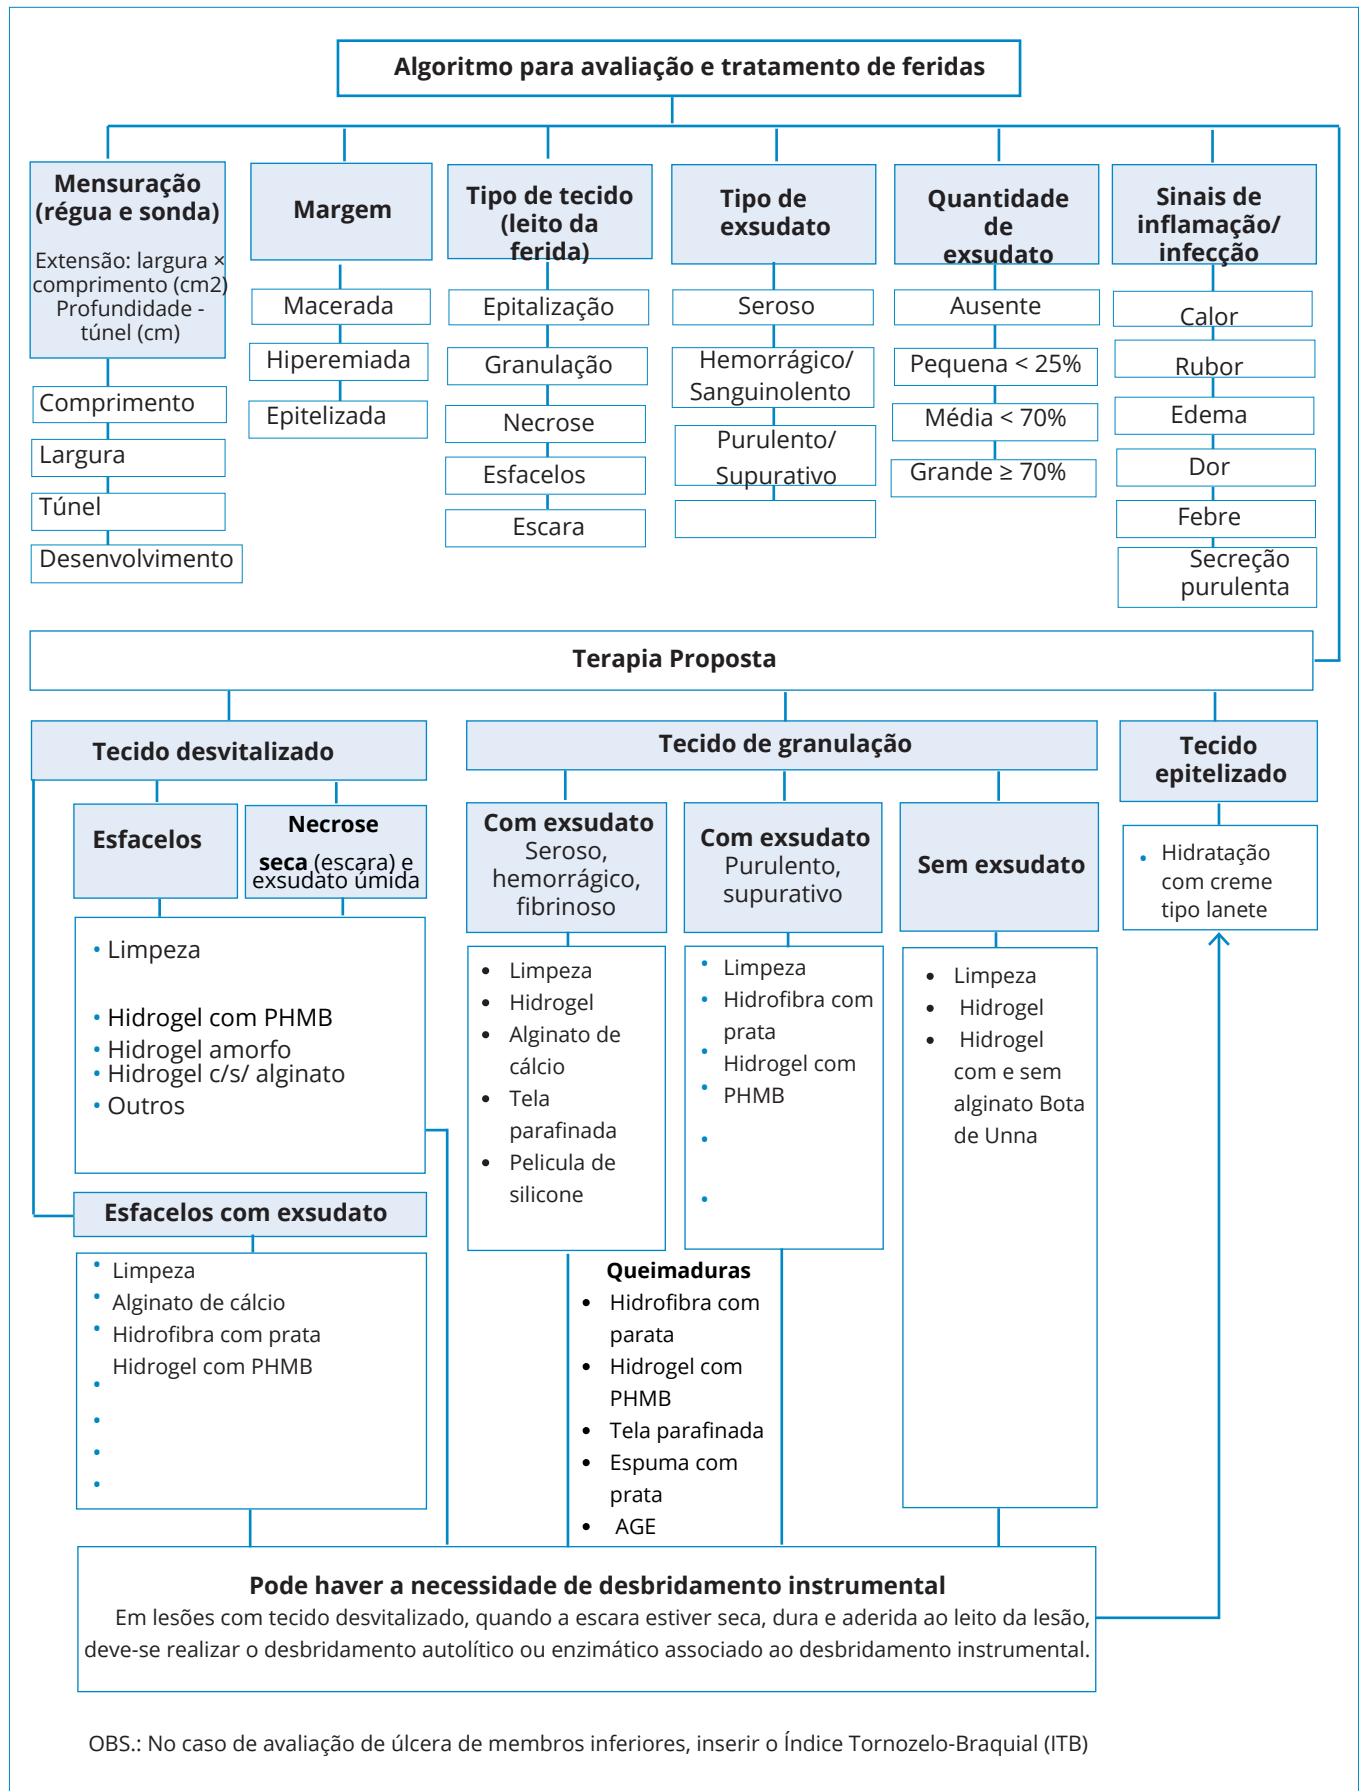 Algoritmo para avaliação e tratamento de feridas
Mensuração
(régua e sonda)
Extensão: largura ×
comprimento (cm2)
Profundidade -
túnel (cm)
Comprimento
Largura
Túnel
Desenvolvimento
Margem
Macerada
Hiperemiada
Epitelizada
Tipo de tecido
(leito da
ferida)
Epitalização
Granulação
Necrose
Esfacelos
Escara
Tipo de
exsudato
Seroso
Hemorrágico/
Sanguinolento
Purulento/
Supurativo
Quantidade
de
exsudato
Ausente
Pequena < 25%
Média < 70%
Grande ≥ 70%
Sinais de
inflamação/
infecção
Calor
Rubor
Edema
Dor
Febre
Secreção
purulenta
Terapia Proposta
Tecido desvitalizado
Esfacelos
Necrose
seca (escara) e
exsudato úmida
• Limpeza
• Hidrogel com PHMB
• Hidrogel amorfo
• Hidrogel c/s/ alginato
• Outros
Esfacelos com exsudato
• Limpeza
• Alginato de cálcio
• Hidrofibra com prata
Hidrogel com PHMB
•
•
•
•
Tecido de granulação
Com exsudato
Seroso,
hemorrágico,
fibrinoso
• Limpeza
• Hidrogel
• Alginato de
cálcio
• Tela
parafinada
• Pelicula de
silicone
Com exsudato
Purulento,
supurativo
• Limpeza
• Hidrofibra com
prata
• Hidrogel com
• PHMB
•
•
Queimaduras
• Hidrofibra com
parata
• Hidrogel com
PHMB
• Tela parafinada
• Espuma com
prata
• AGE
Sem exsudato
• Limpeza
• Hidrogel
• Hidrogel
com e sem
alginato Bota
de Unna
Tecido
epitelizado
• Hidratação
com creme
tipo lanete
Pode haver a necessidade de desbridamento instrumental
Em lesões com tecido desvitalizado, quando a escara estiver seca, dura e aderida ao leito da lesão,
deve-se realizar o desbridamento autolítico ou enzimático associado ao desbridamento instrumental.
OBS.: No caso de avaliação de úlcera de membros inferiores, inserir o Índice Tornozelo-Braquial (ITB)